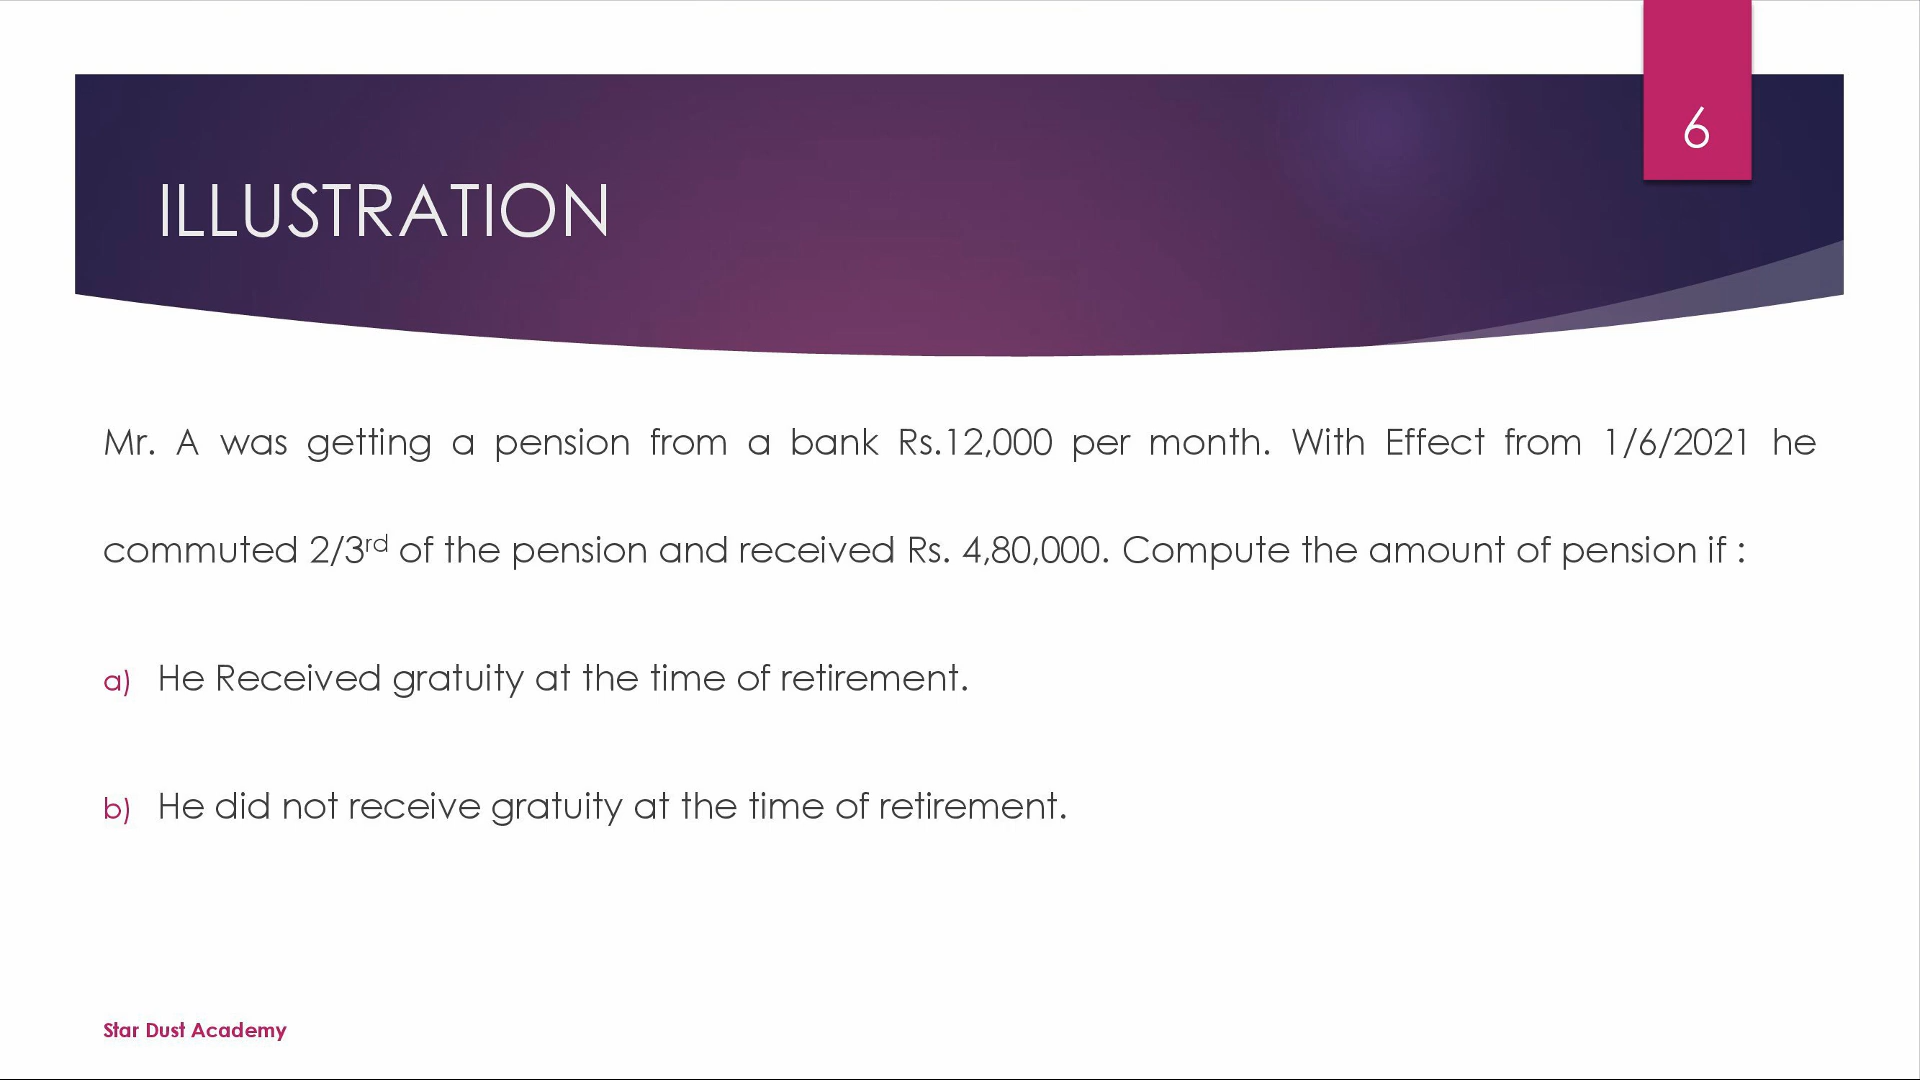 6
ILLUSTRATION
Mr. A was getting a pension from a bank Rs.12,000 per month. With Effect from 1/6/2021 he
commuted 2/3rd of the pension and received Rs. 4,80,000. Compute the amount of pension if :
a) He Received gratuity at the time of retirement.
b) He did not receive gratuity at the time of retirement.
Star Dust Academy